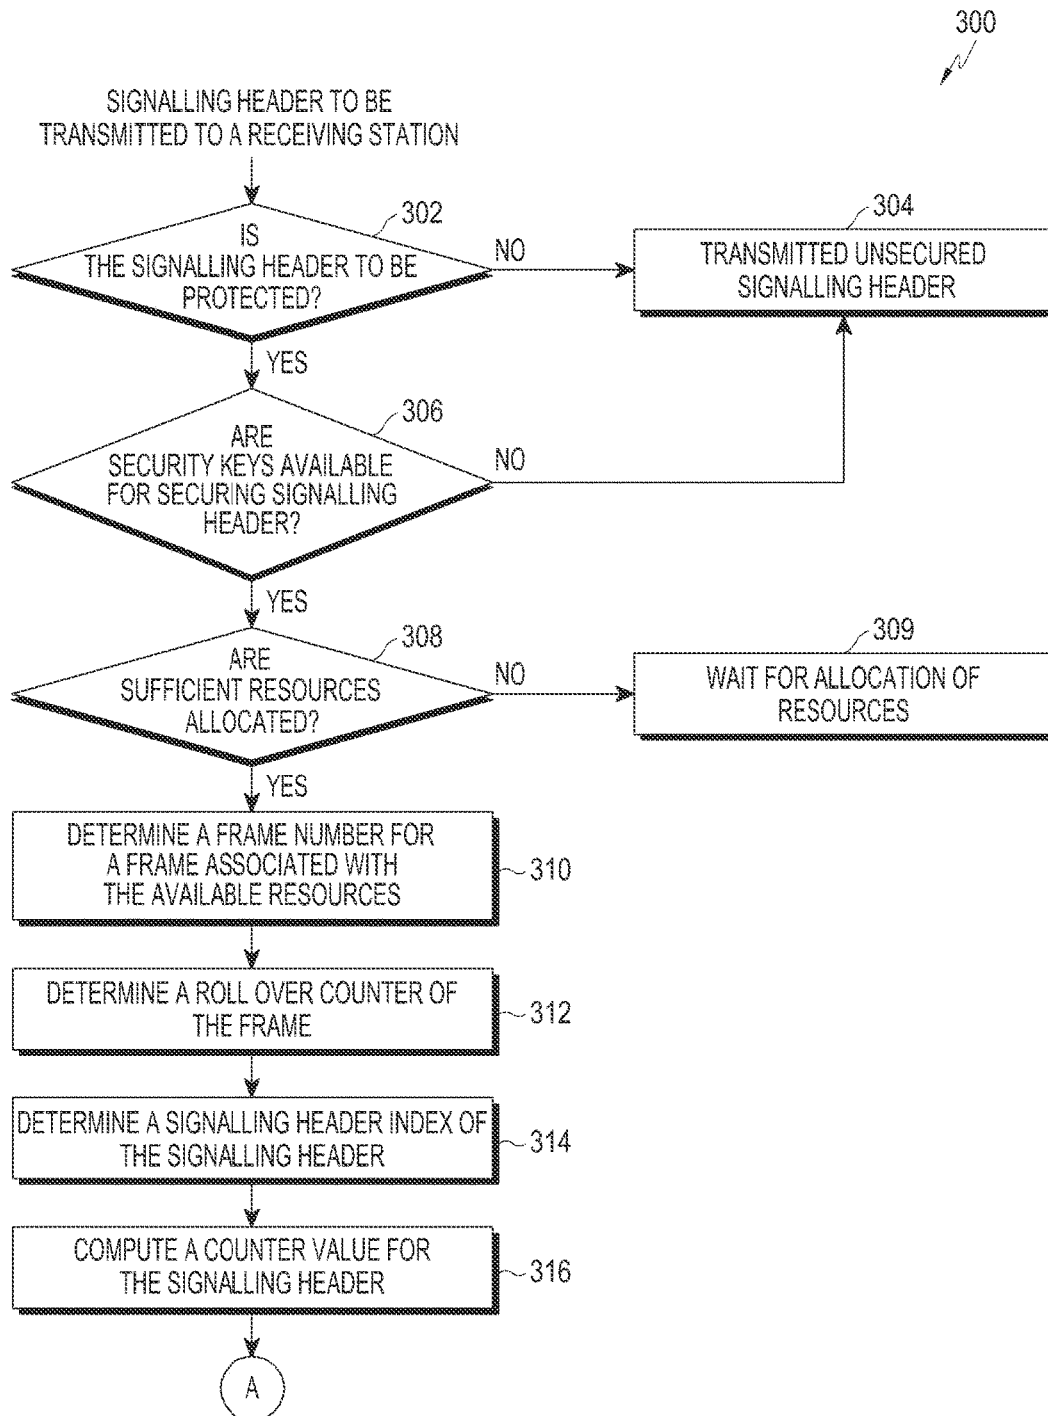 300
SIGNALLING HEADER TO BE
TRANSMITTED TO A RECEIVING STATION
302
IS
THE SIGNALLING HEADER TO BE
PROTECTED?
NO
304
TRANSMITTED UNSECURED
SIGNALLING HEADER
YES
306
ARE
SECURITY KEYS AVAILABLE
FOR SECURING SIGNALLING
HEADER?
NO
YES
308
ARE
SUFFICIENT RESOURCES
ALLOCATED?
NO
309
WAIT FOR ALLOCATION OF
RESOURCES
YES
DETERMINE A FRAME NUMBER FOR
A FRAME ASSOCIATED WITH
THE AVAILABLE RESOURCES
310
DETERMINE A ROLL OVER COUNTER OF
THE FRAME
312
DETERMINE A SIGNALLING HEADER INDEX OF
THE SIGNALLING HEADER
314
COMPUTE A COUNTER VALUE FOR
THE SIGNALLING HEADER
316
A